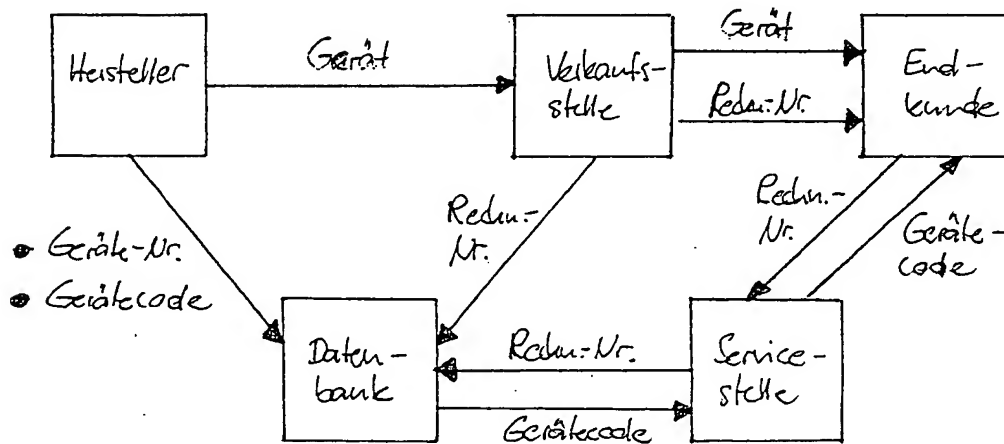 Hersteller
Gerät
Verkaufs-
stelle
Gerät
Rechn.-Nr.
End-
kunde
• Geräte-Nr.
• Gerätecode
Rechn.-
Nr.
Rechn.-
Nr.
Geräte-
code
Daten-
bank
Rechn.-Nr.
Gerätecode
Service-
stelle